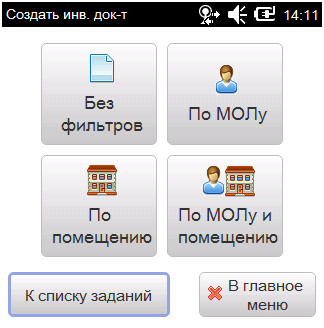 Создать инв. док-т 14:11
Без
фильтров
По МОЛу
По
помещению
По МОЛу и
помещению
К списку заданий
В главное
меню